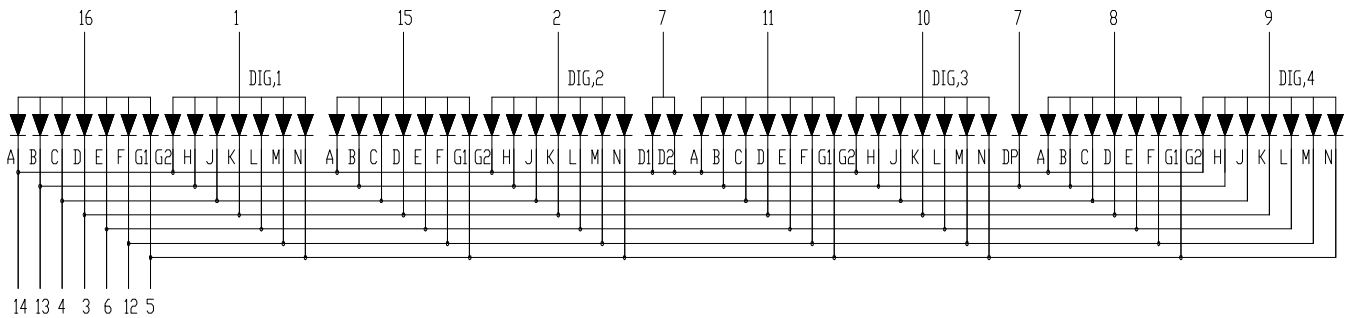 16 1 15 2 7 11 10 7 8 9
DIG,1 DIG,2 DIG,3 DIG,4
A B C D E F G1 G2 H J K L M N A B C D E F G1 G2 H J K L M N D1 D2 A B C D E F G1 G2 H J K L M N DP A B C D E F G1 G2 H J K L M N
14 13 4 3 6 12 5